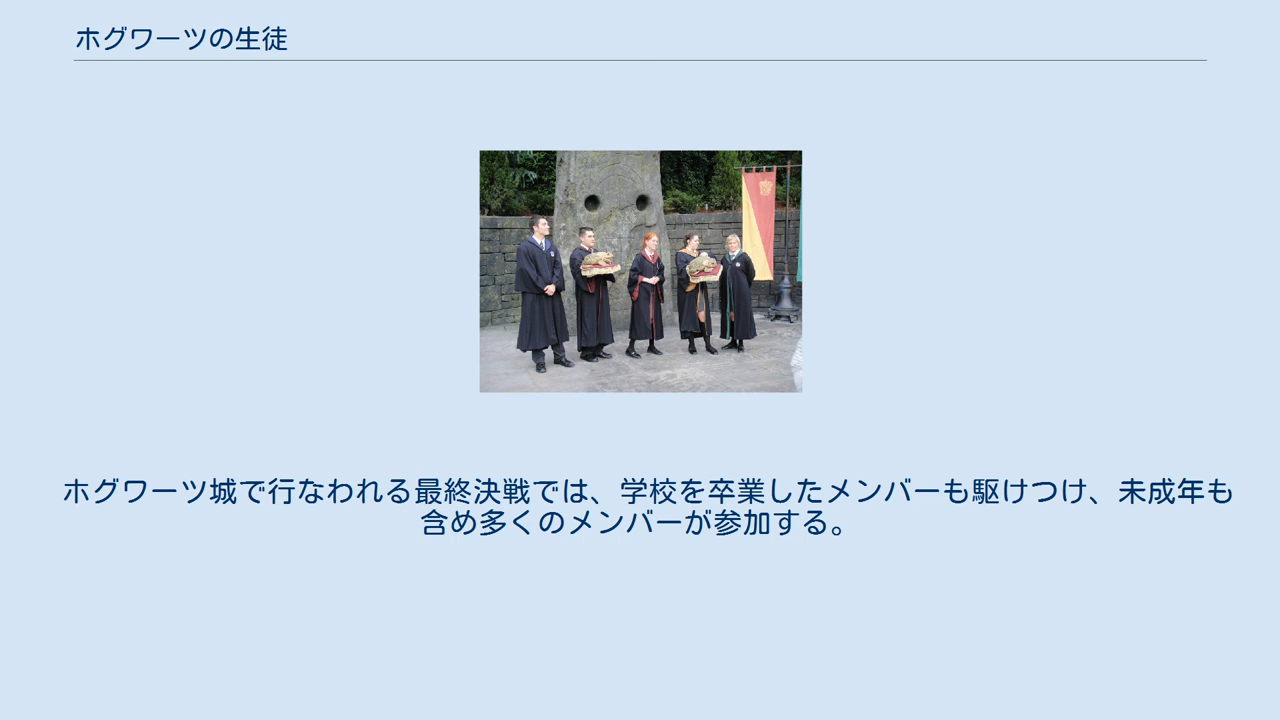 ホグワーツの生徒
ホグワーツ城で行なわれる最終決戦では、学校を卒業したメンバーも駆けつけ、未成年も
含め多くのメンバーが参加する。